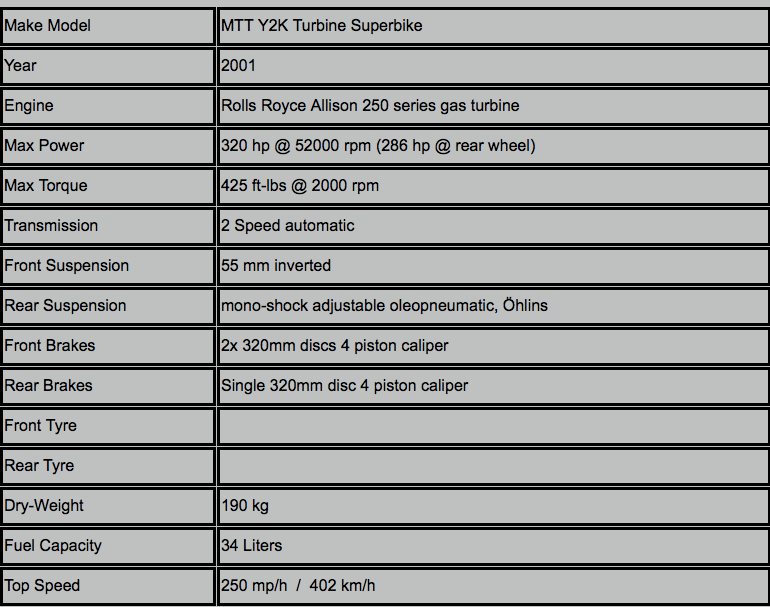 Make Model MTT Y2K Turbine Superbike
Year 2001
Engine Rolls Royce Allison 250 series gas turbine
Max Power 320 hp @ 52000 rpm (286 hp @ rear wheel)
Max Torque 425 ft-lbs @ 2000 rpm
Transmission 2 Speed automatic
Front Suspension 55 mm inverted
Rear Suspension mono-shock adjustable oleopneumatic, Öhlins
Front Brakes 2x 320mm discs 4 piston caliper
Rear Brakes Single 320mm disc 4 piston caliper
Front Tyre
Rear Tyre
Dry-Weight 190 kg
Fuel Capacity 34 Liters
Top Speed 250 mp/h / 402 km/h